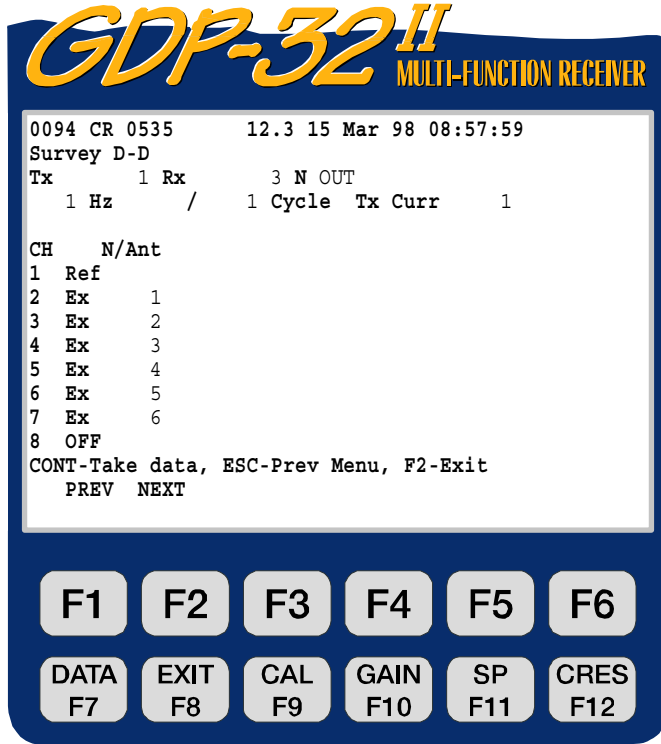 GDP-32 II
MULTI-FUNCTION RECEIVER
0094 CR 0535 12.3 15 Mar 98 08:57:59
Survey D-D
Tx 1 Rx 3 N OUT
1 Hz / 1 Cycle Tx Curr 1
CH N/Ant
1 Ref
2 Ex 1
3 Ex 2
4 Ex 3
5 Ex 4
6 Ex 5
7 Ex 6
8 OFF
CONT-Take data, ESC-Prev Menu, F2-Exit
PREV NEXT
F1 F2 F3 F4 F5 F6
DATA EXIT CAL GAIN SP CRES
F7 F8 F9 F10 F11 F12